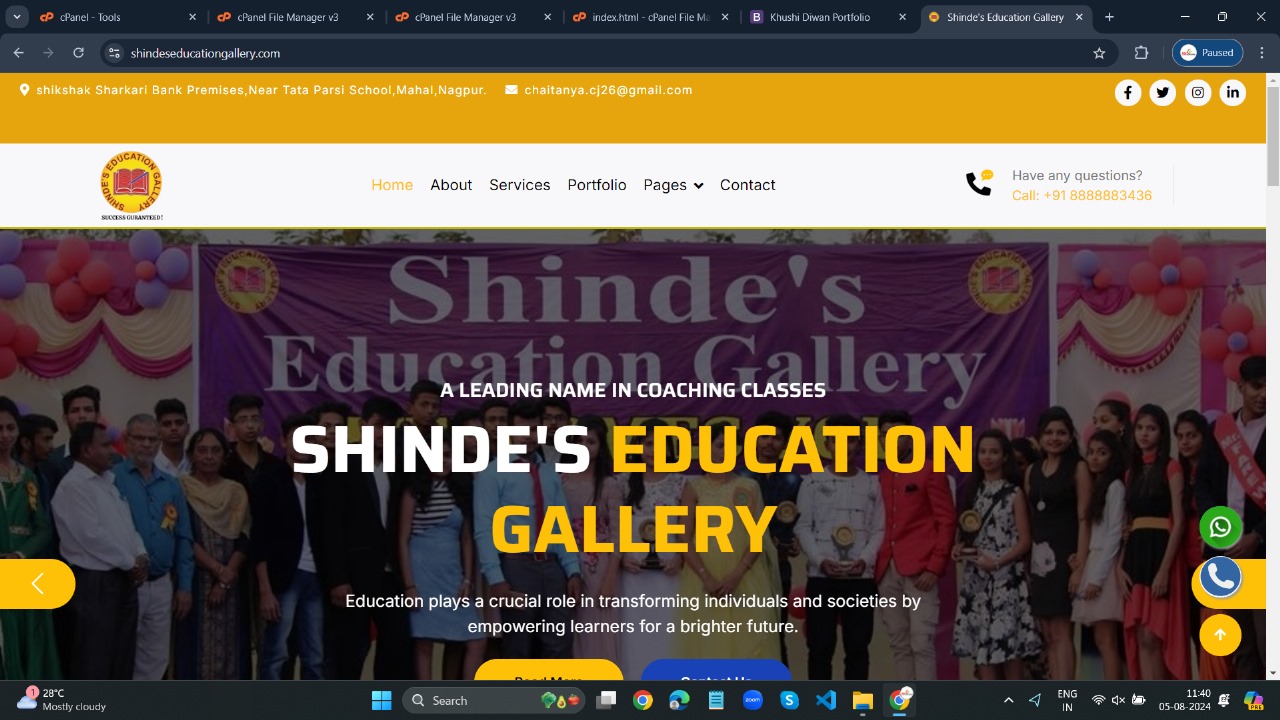 cPanel - Tools
cPanel File Manager v3
cPanel File Manager v3
index.html - cPanel File Ma
Khushi Diwan Portfolio
Shinde's Education Gallery
shindeseducationgallery.com
Paused
shikshak Sharkari Bank Premises,Near Tata Parsi School,Mahal,Nagpur.
chaitanya.cj26@gmail.com
SHINDE'S EDUCATION GALLERY
SUCCESS GURANTEED!
Home
About
Services
Portfolio
Pages
Contact
Have any questions?
Call: +91 8888883436
Shinde's
Education Gallery
A LEADING NAME IN COACHING CLASSES
SHINDE'S EDUCATION
GALLERY
Education plays a crucial role in transforming individuals and societies by
empowering learners for a brighter future.
Read More
Contact Us
1
28°C
Mostly cloudy
Search
zoom
ENG
IN
11:40
05-08-2024
PRE